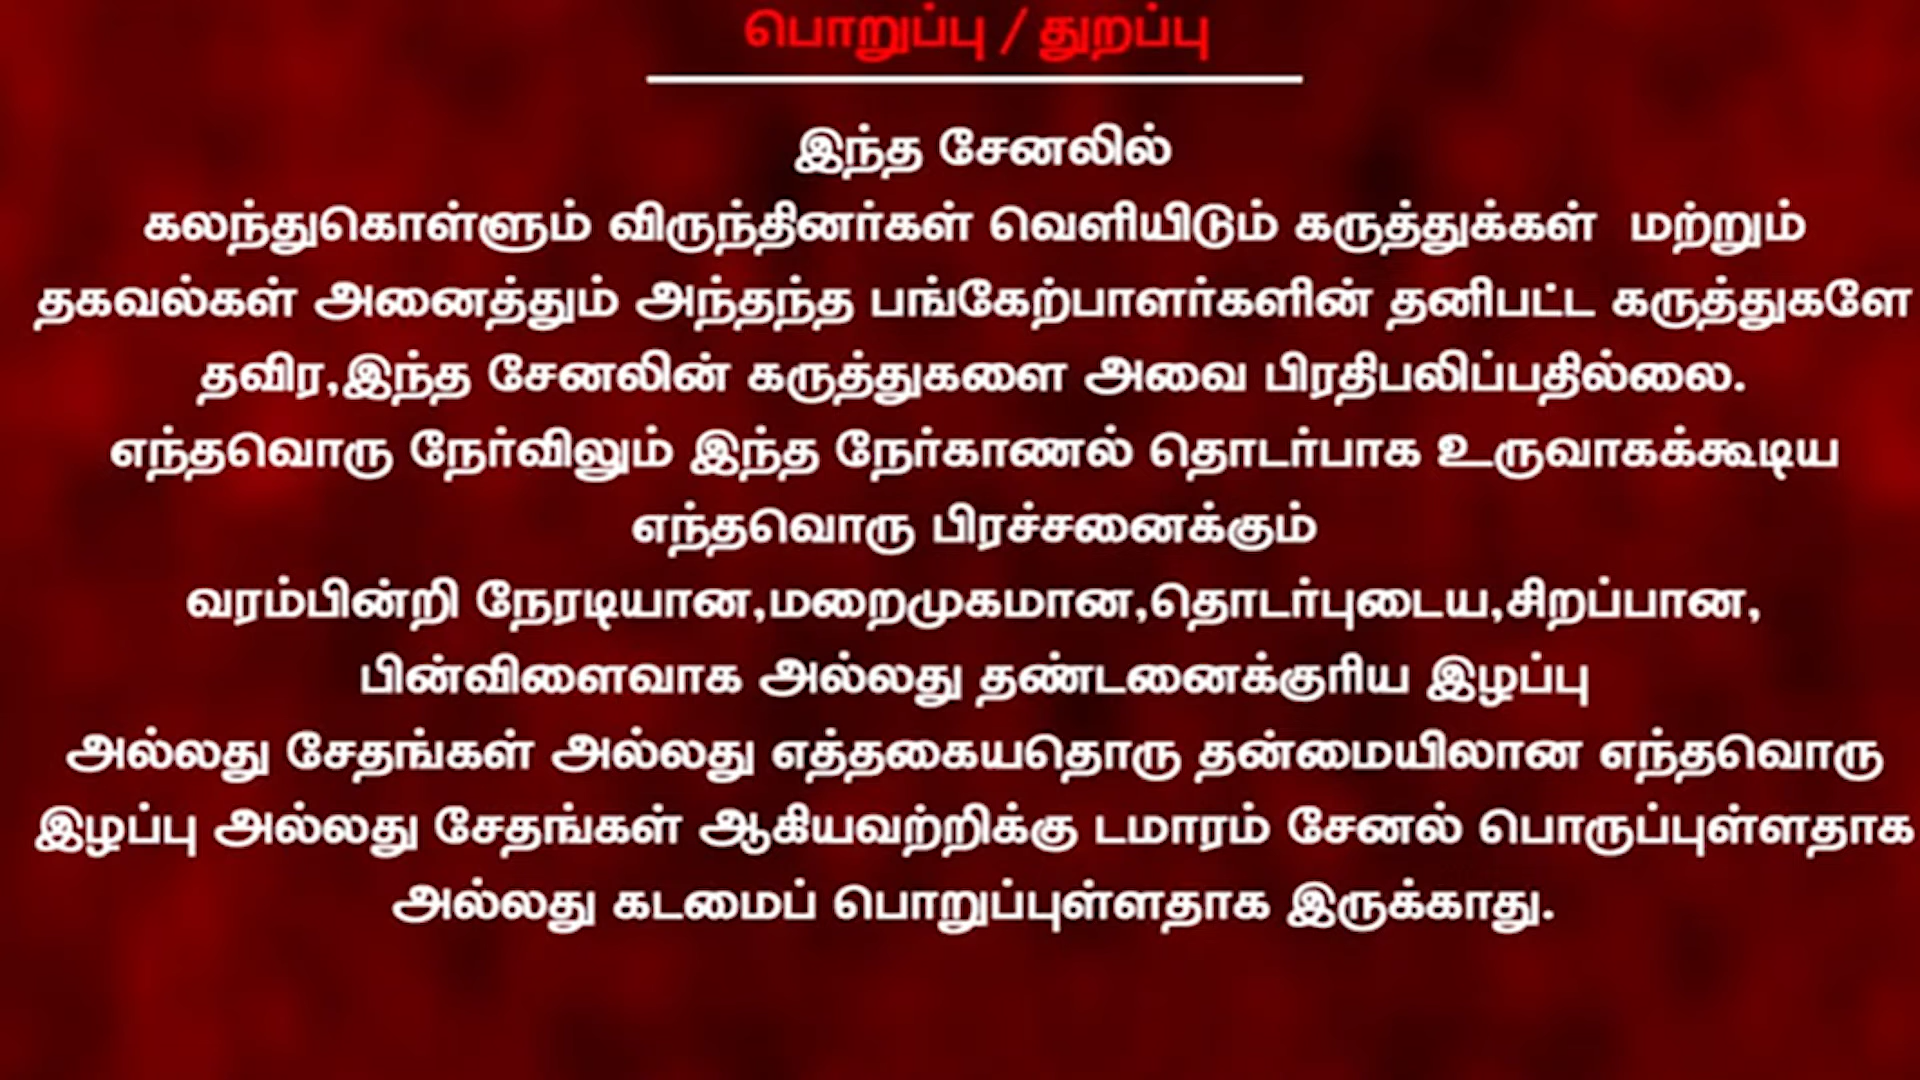 பொறுப்பு / துறப்பு
இந்த சேனலில்
கலந்துகொள்ளும் விருந்தினர்கள் வெளியிடும் கருத்துக்கள் மற்றும்
தகவல்கள் அனைத்தும் அந்தந்த பங்கேற்பாளர்களின் தனிபட்ட கருத்துகளே
தவிர,இந்த சேனலின் கருத்துகளை அவை பிரதிபலிப்பதில்லை.
எந்தவொரு நேர்விலும் இந்த நேர்காணல் தொடர்பாக உருவாகக்கூடிய
எந்தவொரு பிரச்சனைக்கும்
வரம்பின்றி நேரடியான,மறைமுகமான,தொடர்புடைய,சிறப்பான,
பின்விளைவாக அல்லது தண்டனைக்குரிய இழப்பு
அல்லது சேதங்கள் அல்லது எத்தகையதொரு தன்மையிலான எந்தவொரு
இழப்பு அல்லது சேதங்கள் ஆகியவற்றிக்கு டமாரம் சேனல் பொருப்புள்ளதாக
அல்லது கடமைப் பொறுப்புள்ளதாக இருக்காது.